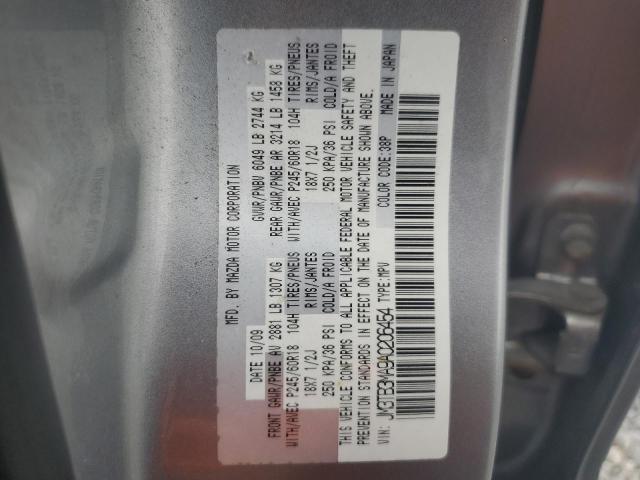 MFD. BY MAZDA MOTOR CORPORATION
DATE 10/09 GVWR/PNBV 6049 LB 2744 KG
FRONT GAWR/PNBE AV 2881 LB 1307 KG REAR GAWR/PNBE AR 3214 LB 1458 KG
WITH/AVEC P245/60R18 104H TIRES/PNEUS WITH/AVEC P245/60R18 104H TIRES/PNEUS
18X7 1/2J RIMS/JANTES 18X7 1/2J RIMS/JANTES
250 KPA/36 PSI COLD/A FROID 250 KPA/36 PSI COLD/A FROID
THIS VEHICLE CONFORMS TO ALL APPLICABLE FEDERAL MOTOR VEHICLE SAFETY AND THEFT
PREVENTION STANDARDS IN EFFECT ON THE DATE OF MANUFACTURE SHOWN ABOVE.
VIN: JM3TB3MA9A0206454 TYPE:MPV COLOR CODE:38P MADE IN JAPAN